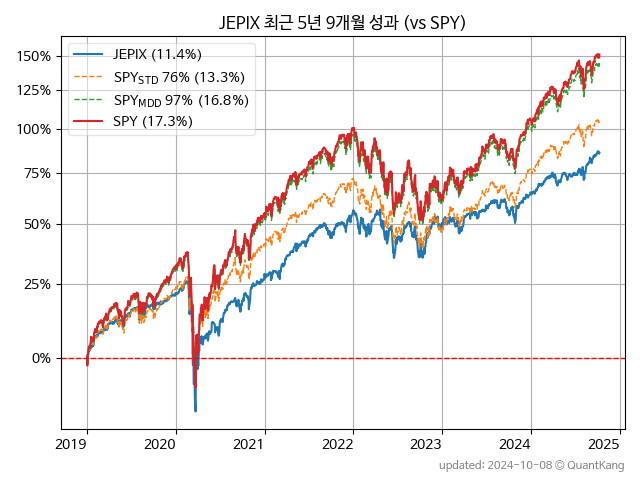 JEPIX 최근 5년 9개월 성과 (vs SPY)
JEPIX (11.4%)
SPY_STD 76% (13.3%)
SPY_MDD 97% (16.8%)
SPY (17.3%)
150%
125%
100%
75%
50%
25%
0%
2019 2020 2021 2022 2023 2024 2025
updated: 2024-10-08 © QuantKang